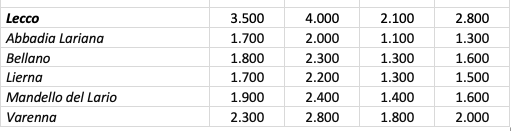 Lecco 3.500 4.000 2.100 2.800
Abbadia Lariana 1.700 2.000 1.100 1.300
Bellano 1.800 2.300 1.300 1.600
Lierna 1.700 2.200 1.300 1.500
Mandello del Lario 1.900 2.400 1.400 1.600
Varenna 2.300 2.800 1.800 2.000